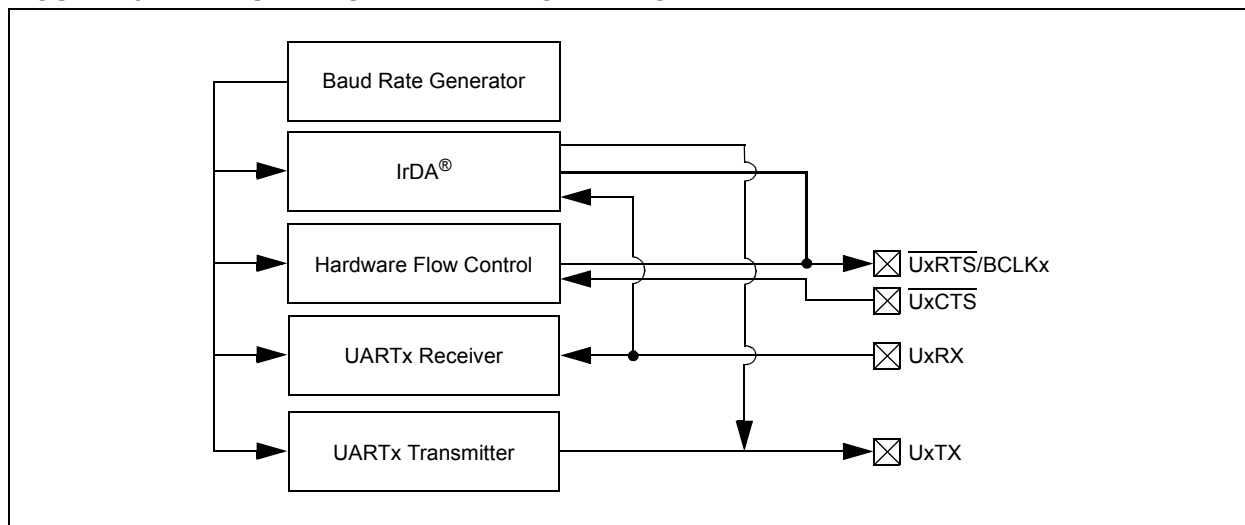 Baud Rate Generator
IrDA®
Hardware Flow Control
UxRTS/BCLKx
UxCTS
UARTx Receiver
UxRX
UARTx Transmitter
UxTX